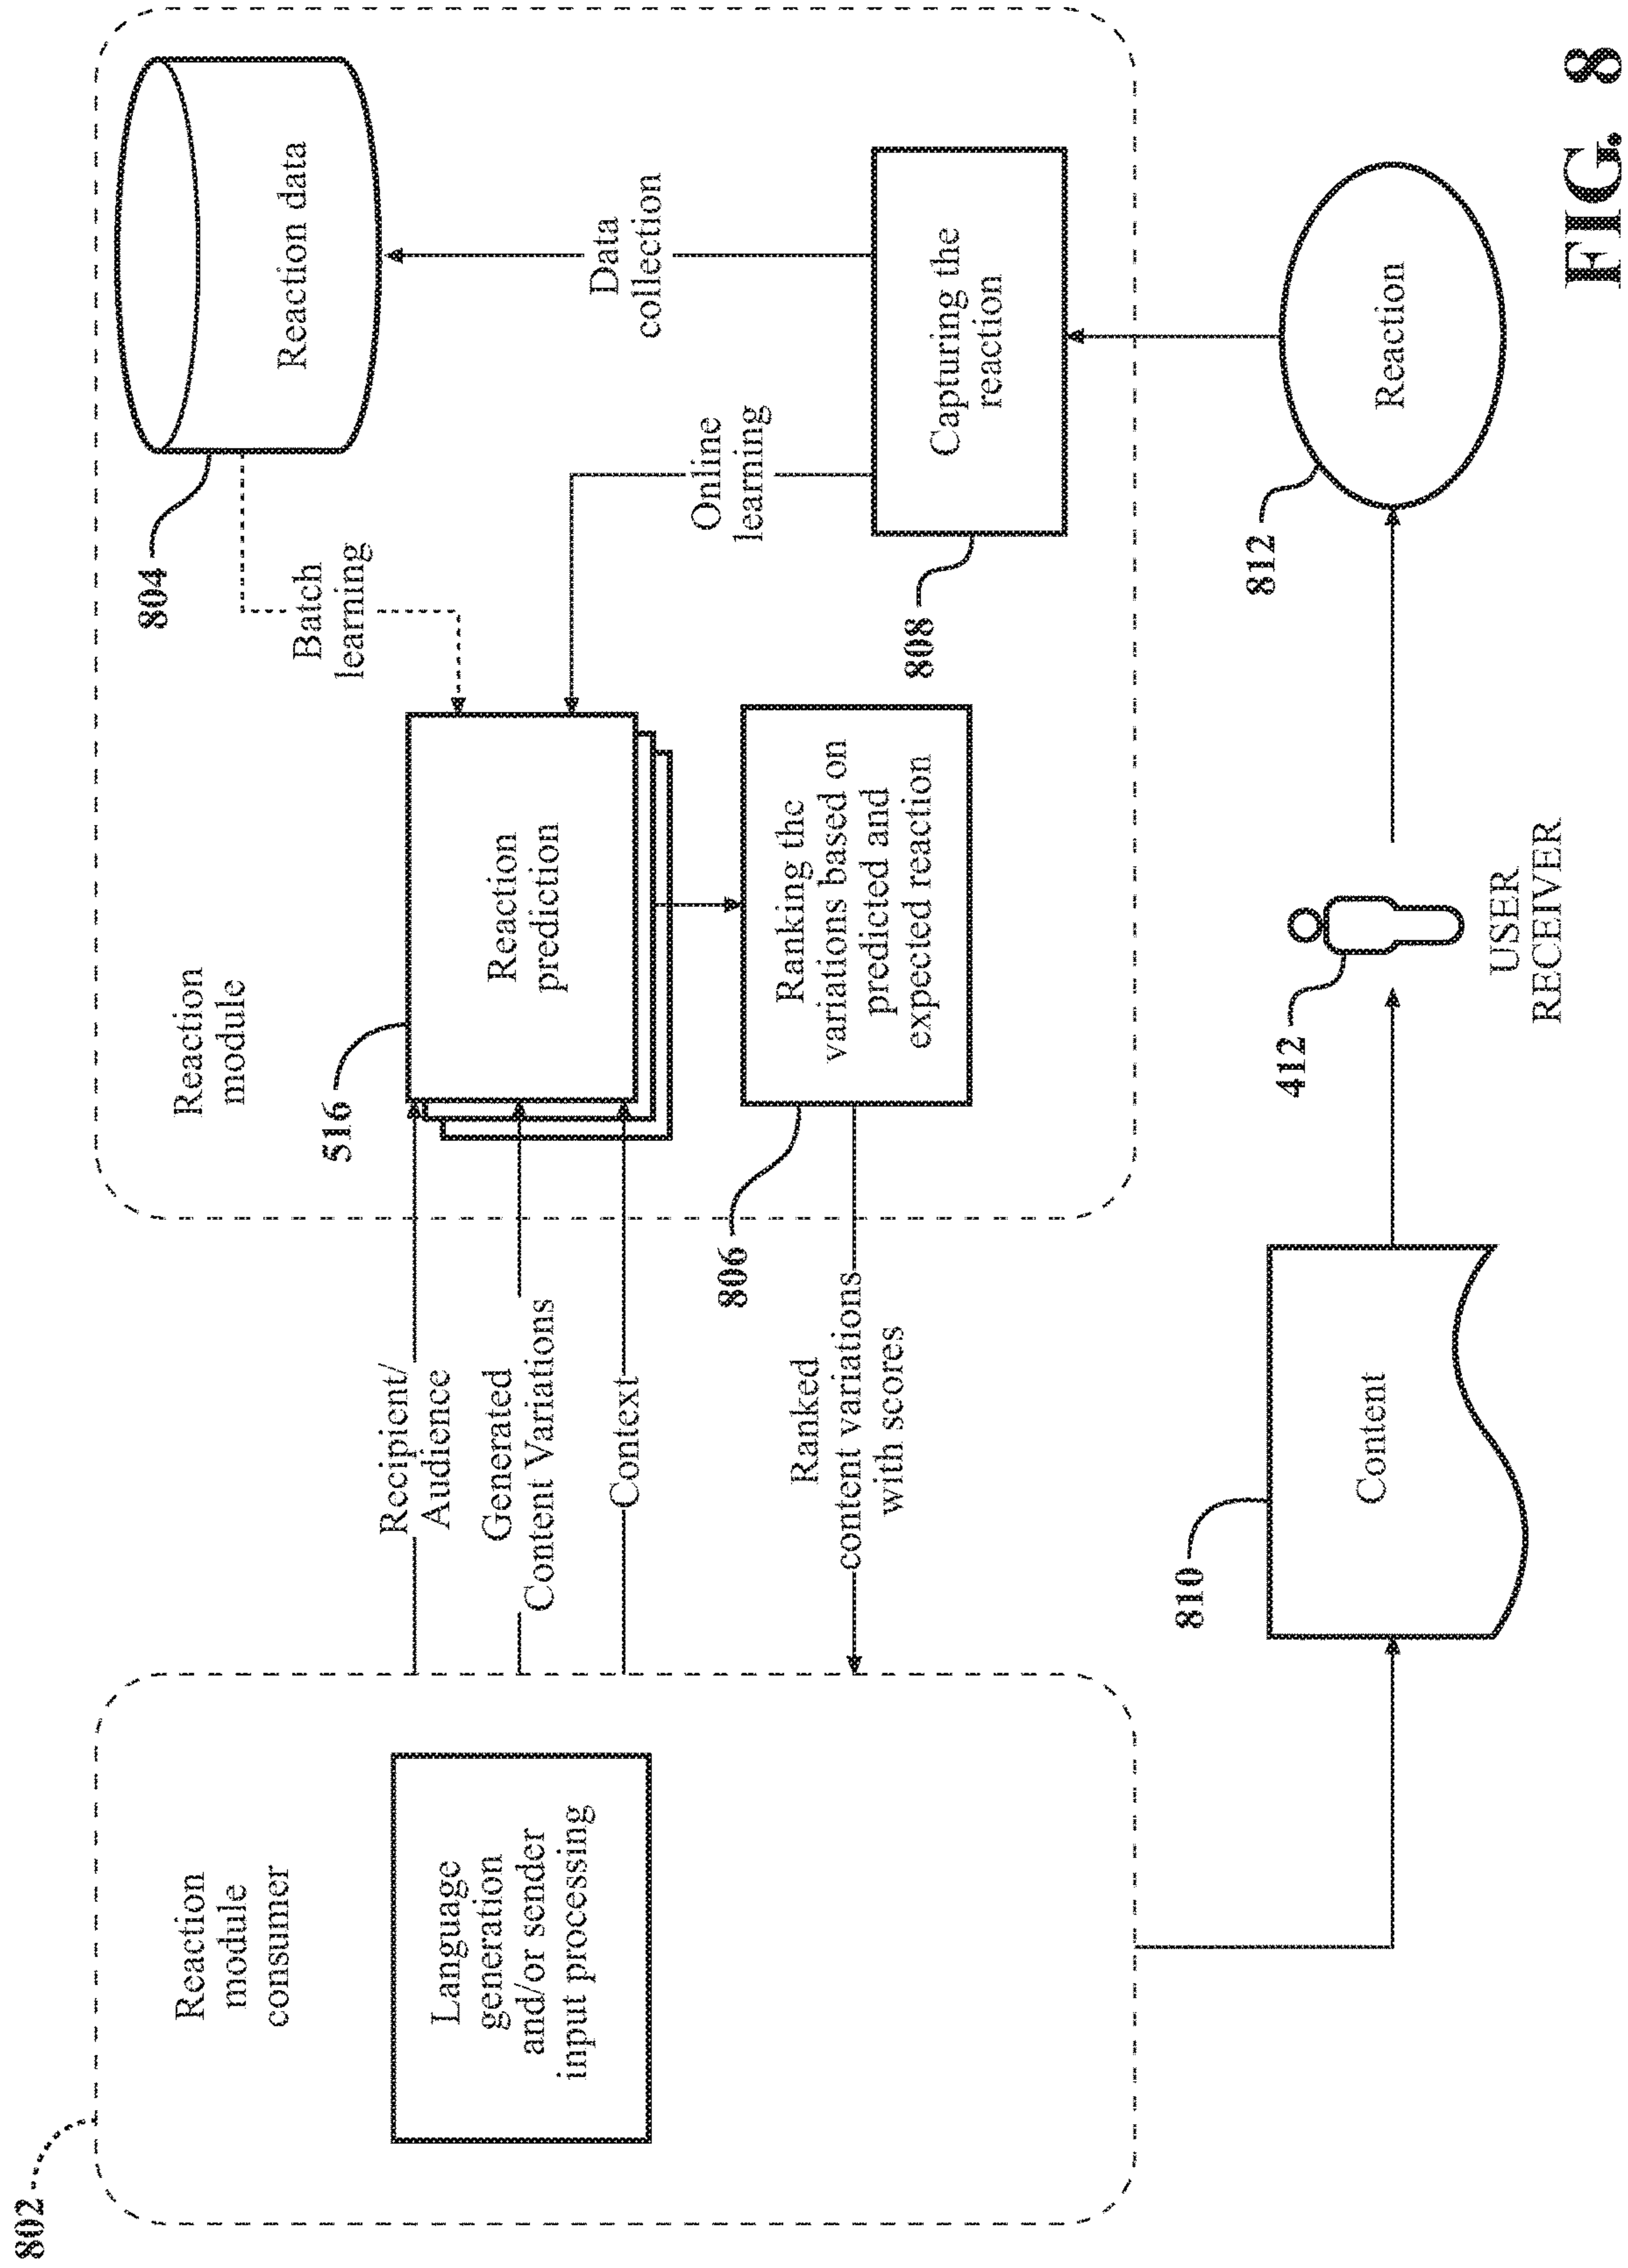 802
Reaction
module
consumer
Language
generation
and/or sender
input processing
Recipient/
Audience
Generated
Content Variations
Context
Ranked
content variations
with scores
Reaction
module
516
Reaction
prediction
Batch
learning
804
Reaction data
Online
learning
Data
collection
806
Ranking the
variations based on
predicted and
expected reaction
808
Capturing the
reaction
810
Content
412
USER
RECEIVER
812
Reaction
FIG. 8